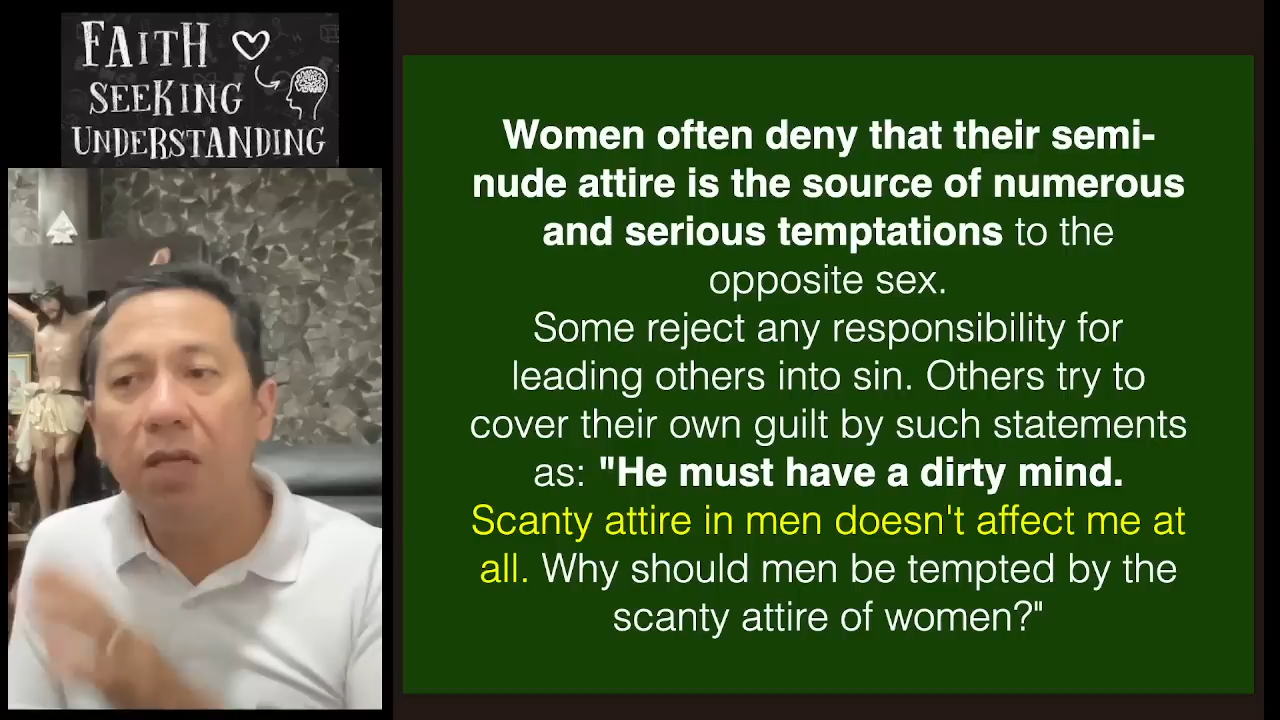 FAITH
SEEKING
UNDERSTANDING
Women often deny that their semi-
nude attire is the source of numerous
and serious temptations to the
opposite sex.
Some reject any responsibility for
leading others into sin. Others try to
cover their own guilt by such statements
as: "He must have a dirty mind.
Scanty attire in men doesn't affect me at
all. Why should men be tempted by the
scanty attire of women?"